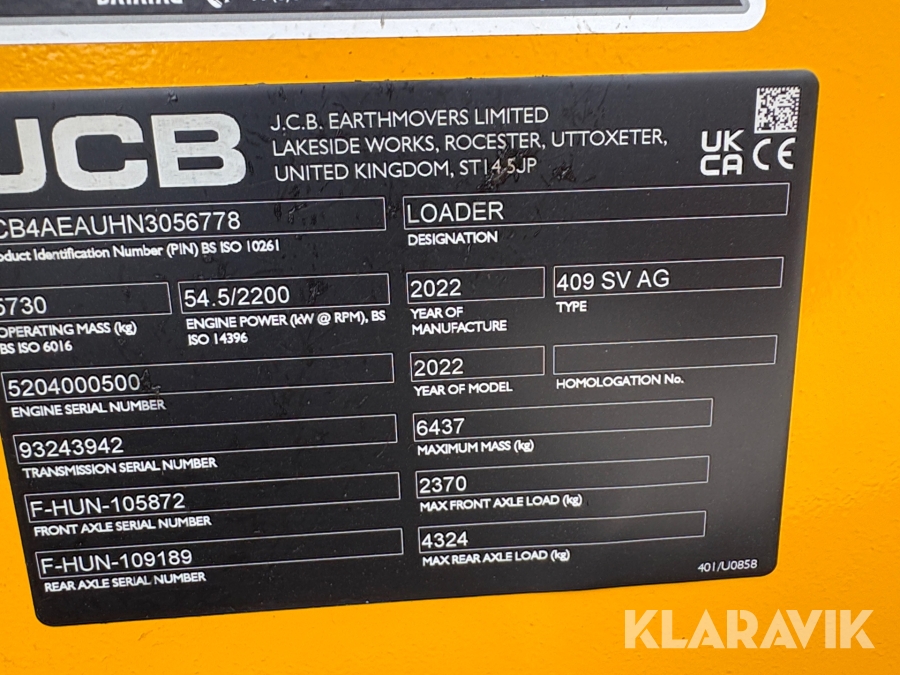 JCB
J.C.B. EARTHMOVERS LIMITED
LAKESIDE WORKS, ROCESTER, UTTOXETER,
UNITED KINGDOM, ST14 5JP
UK
CA CE
CB4AEAUHN3056778
oduct Identification Number (PIN) BS ISO 10261
LOADER
DESIGNATION
5730
OPERATING MASS (kg)
BS ISO 6016
54.5/2200
ENGINE POWER (kW @ RPM), BS
ISO 14396
2022
YEAR OF
MANUFACTURE
409 SV AG
TYPE
5204000500
ENGINE SERIAL NUMBER
2022
YEAR OF MODEL
HOMOLOGATION No.
93243942
TRANSMISSION SERIAL NUMBER
6437
MAXIMUM MASS (kg)
F-HUN-105872
FRONT AXLE SERIAL NUMBER
2370
MAX FRONT AXLE LOAD (kg)
F-HUN-109189
REAR AXLE SERIAL NUMBER
4324
MAX REAR AXLE LOAD (kg)
401/U0858
KLARAVIK